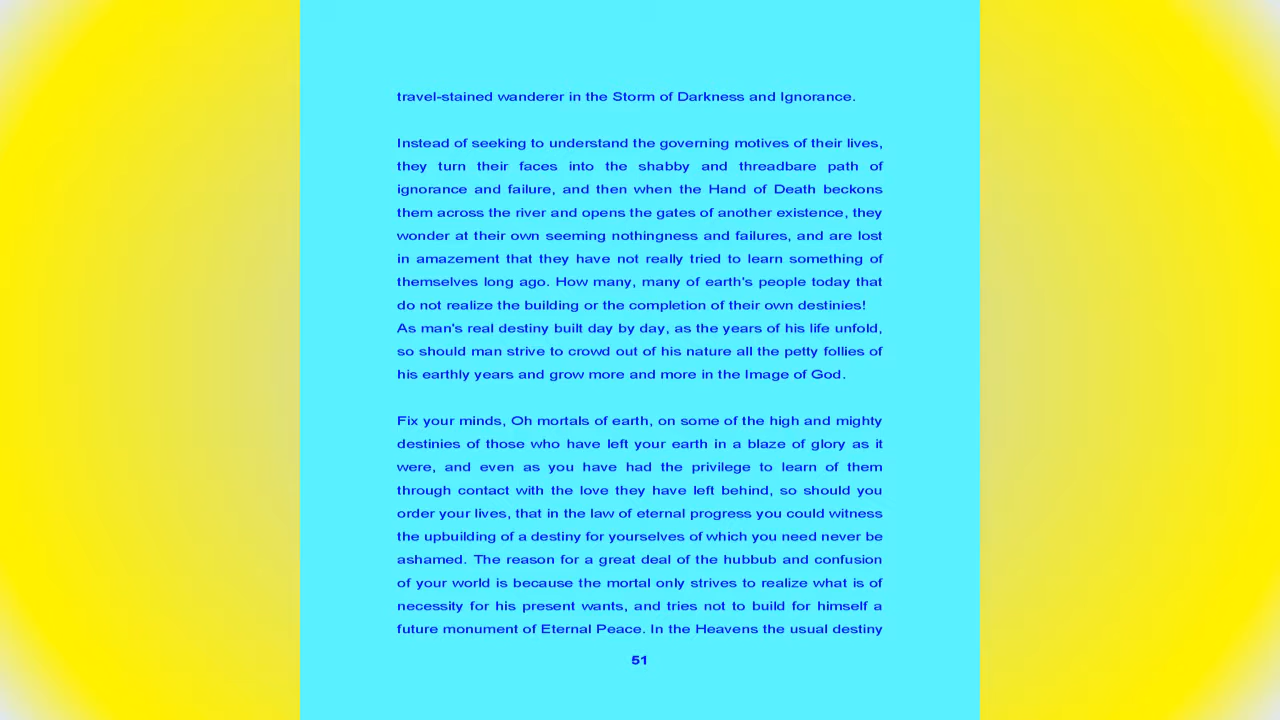 travel-stained wanderer in the Storm of Darkness and Ignorance.
Instead of seeking to understand the governing motives of their lives,
they turn their faces into the shabby and threadbare path of
ignorance and failure, and then when the Hand of Death beckons
them across the river and opens the gates of another existence, they
wonder at their own seeming nothingness and failures, and are lost
in amazement that they have not really tried to learn something of
themselves long ago. How many, many of earth's people today that
do not realize the building or the completion of their own destinies!
As man's real destiny built day by day, as the years of his life unfold,
so should man strive to crowd out of his nature all the petty follies of
his earthly years and grow more and more in the Image of God.
Fix your minds, Oh mortals of earth, on some of the high and mighty
destinies of those who have left your earth in a blaze of glory as it
were, and even as you have had the privilege to learn of them
through contact with the love they have left behind, so should you
order your lives, that in the law of eternal progress you could witness
the upbuilding of a destiny for yourselves of which you need never be
ashamed. The reason for a great deal of the hubbub and confusion
of your world is because the mortal only strives to realize what is of
necessity for his present wants, and tries not to build for himself a
future monument of Eternal Peace. In the Heavens the usual destiny
51